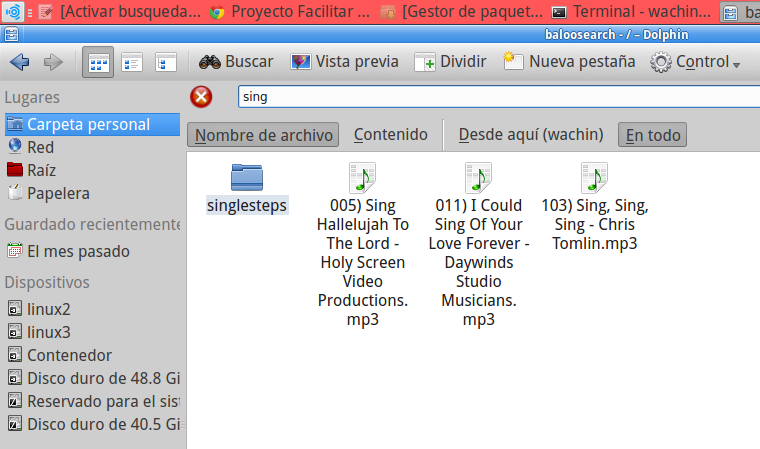 [Activar busqueda... Proyecto Facilitar ... [Gestor de paquet... Terminal - wachin... ba
baloosearch - / – Dolphin
Buscar Vista previa Dividir Nueva pestaña Control
Lugares
Carpeta personal
Red
Raíz
Papelera
Guardado recientemente
El mes pasado
Dispositivos
linux2
linux3
Contenedor
Disco duro de 48.8 Gi
Reservado para el sist
Disco duro de 40.5 Gi
sing
Nombre de archivo Contenido Desde aquí (wachin) En todo
singlesteps
005) Sing
Hallelujah To
The Lord -
Holy Screen
Video
Productions.
mp3
011) I Could
Sing Of Your
Love Forever -
Daywinds
Studio
Musicians.
mp3
103) Sing, Sing,
Sing - Chris
Tomlin.mp3